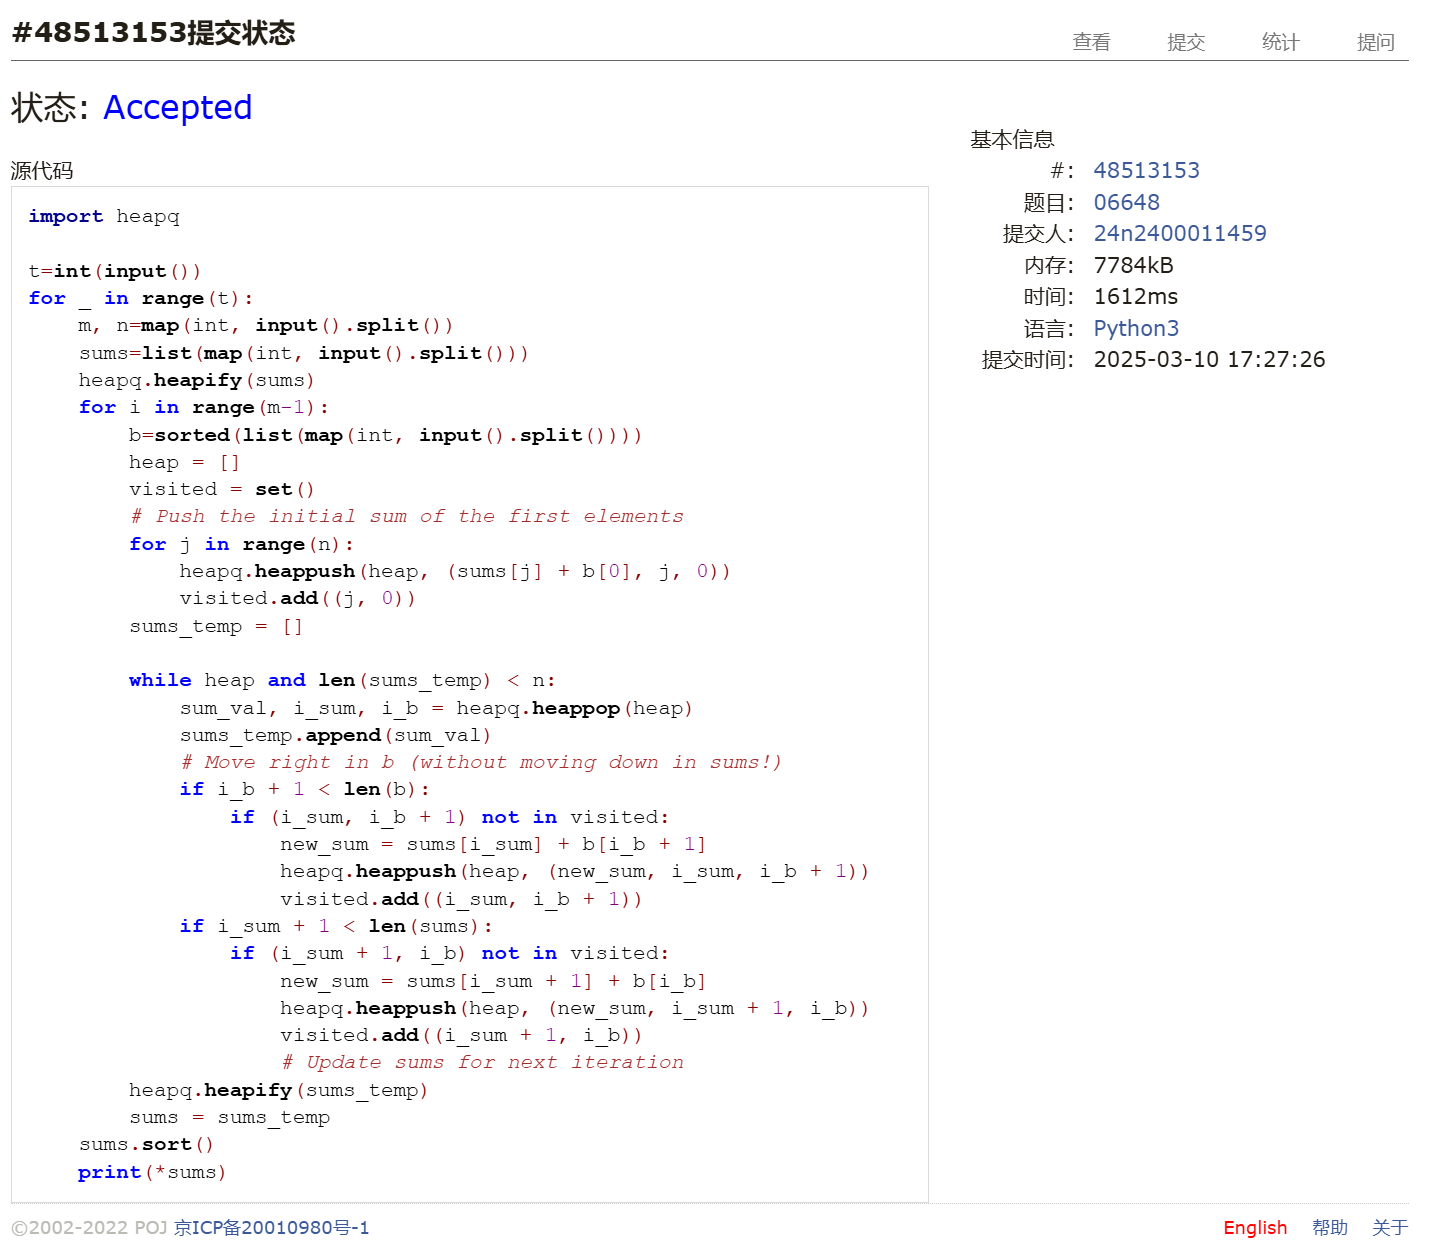 #48513153提交状态
查看 提交 统计 提问
状态: Accepted
源代码
import heapq

t=int(input())
for _ in range(t):
    m, n=map(int, input().split())
    sums=list(map(int, input().split()))
    heapq.heapify(sums)
    for i in range(m-1):
        b=sorted(list(map(int, input().split())))
        heap = []
        visited = set()
        # Push the initial sum of the first elements
        for j in range(n):
            heapq.heappush(heap, (sums[j] + b[0], j, 0))
            visited.add((j, 0))
        sums_temp = []

        while heap and len(sums_temp) < n:
            sum_val, i_sum, i_b = heapq.heappop(heap)
            sums_temp.append(sum_val)
            # Move right in b (without moving down in sums!)
            if i_b + 1 < len(b):
                if (i_sum, i_b + 1) not in visited:
                    new_sum = sums[i_sum] + b[i_b + 1]
                    heapq.heappush(heap, (new_sum, i_sum, i_b + 1))
                    visited.add((i_sum, i_b + 1))
            if i_sum + 1 < len(sums):
                if (i_sum + 1, i_b) not in visited:
                    new_sum = sums[i_sum + 1] + b[i_b]
                    heapq.heappush(heap, (new_sum, i_sum + 1, i_b))
                    visited.add((i_sum + 1, i_b))
                    # Update sums for next iteration
        heapq.heapify(sums_temp)
        sums = sums_temp
    sums.sort()
    print(*sums)
基本信息
#: 48513153
题目: 06648
提交人: 24n2400011459
内存: 7784kB
时间: 1612ms
语言: Python3
提交时间: 2025-03-10 17:27:26
©2002-2022 POJ 京ICP备20010980号-1
English 帮助 关于